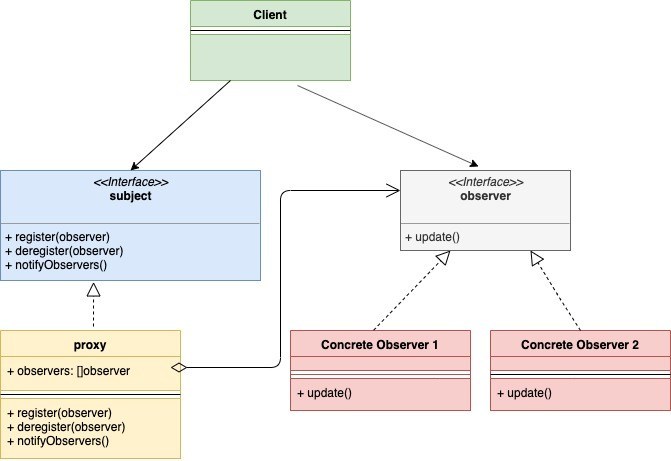 Client
<<Interface>>
subject
+ register(observer)
+ deregister(observer)
+ notifyObservers()
<<Interface>>
observer
+ update()
proxy
+ observers: []observer
+ register(observer)
+ deregister(observer)
+ notifyObservers()
Concrete Observer 1
+ update()
Concrete Observer 2
+ update()